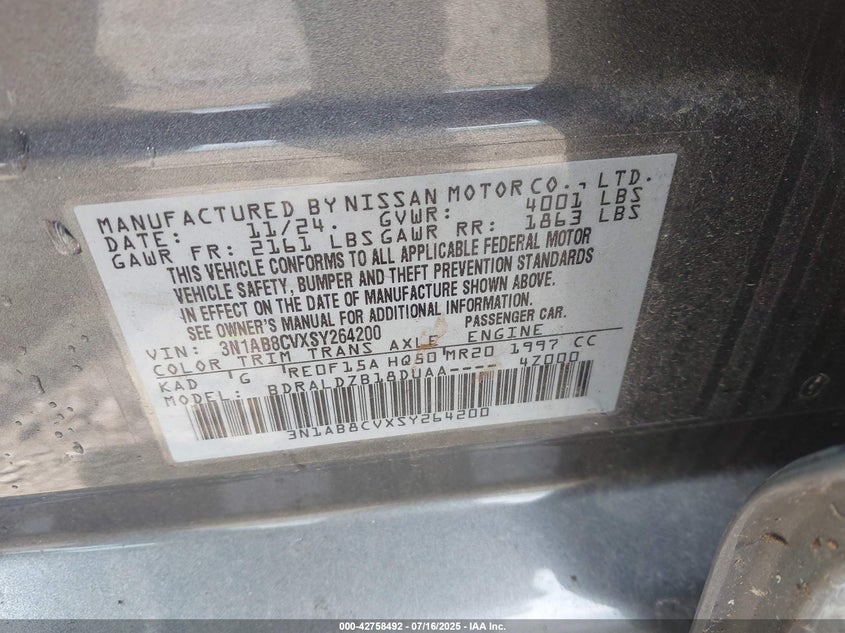 MANUFACTURED BY NISSAN MOTOR CO., LTD.
DATE: 11/24. GVWR: 4001 LBS
GAWR FR: 2161 LBS GAWR RR: 1863 LBS
THIS VEHICLE CONFORMS TO ALL APPLICABLE FEDERAL MOTOR
VEHICLE SAFETY, BUMPER AND THEFT PREVENTION STANDARDS
IN EFFECT ON THE DATE OF MANUFACTURE SHOWN ABOVE.
SEE OWNER'S MANUAL FOR ADDITIONAL INFORMATION.
VIN: 3N1AB8CVXSY264200 PASSENGER CAR.
COLOR TRIM TRANS AXLE ENGINE
KAD G RE0F15A HQ50 MR20 1997 CC
MODEL: BDRALDZB18DUAA---- 4Z000
3N1AB8CVXSY264200
000-42758492 - 07/16/2025 - IAA Inc.